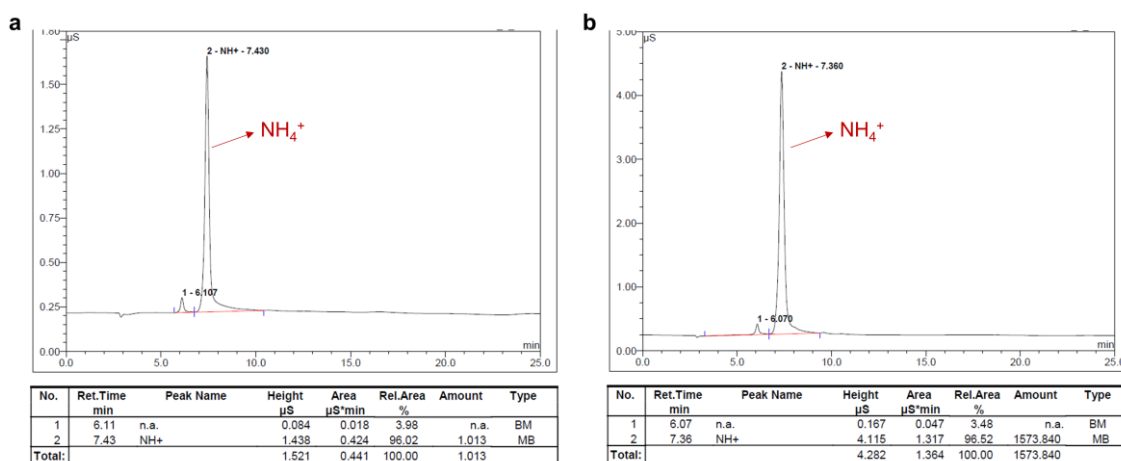 a
µS
1.80
1.50
1.25
1.00
0.75
0.50
0.25
0.00
2 - NH+ - 7.430
NH₄⁺
1 - 6.107
min
0.0 5.0 10.0 15.0 20.0 25.0
No. Ret.Time Peak Name Height Area Rel.Area Amount Type
min µS µS*min %
1 6.11 n.a. 0.084 0.018 3.98 n.a. BM
2 7.43 NH+ 1.438 0.424 96.02 1.013 MB
Total: 1.521 0.441 100.00 1.013
b
µS
5.00
4.00
3.00
2.00
1.00
0.00
2 - NH+ - 7.360
NH₄⁺
1 - 6.070
min
0.0 5.0 10.0 15.0 20.0 25.0
No. Ret.Time Peak Name Height Area Rel.Area Amount Type
min µS µS*min %
1 6.07 n.a. 0.167 0.047 3.48 n.a. BM
2 7.36 NH+ 4.115 1.317 96.52 1573.840 MB
Total: 4.282 1.364 100.00 1573.840